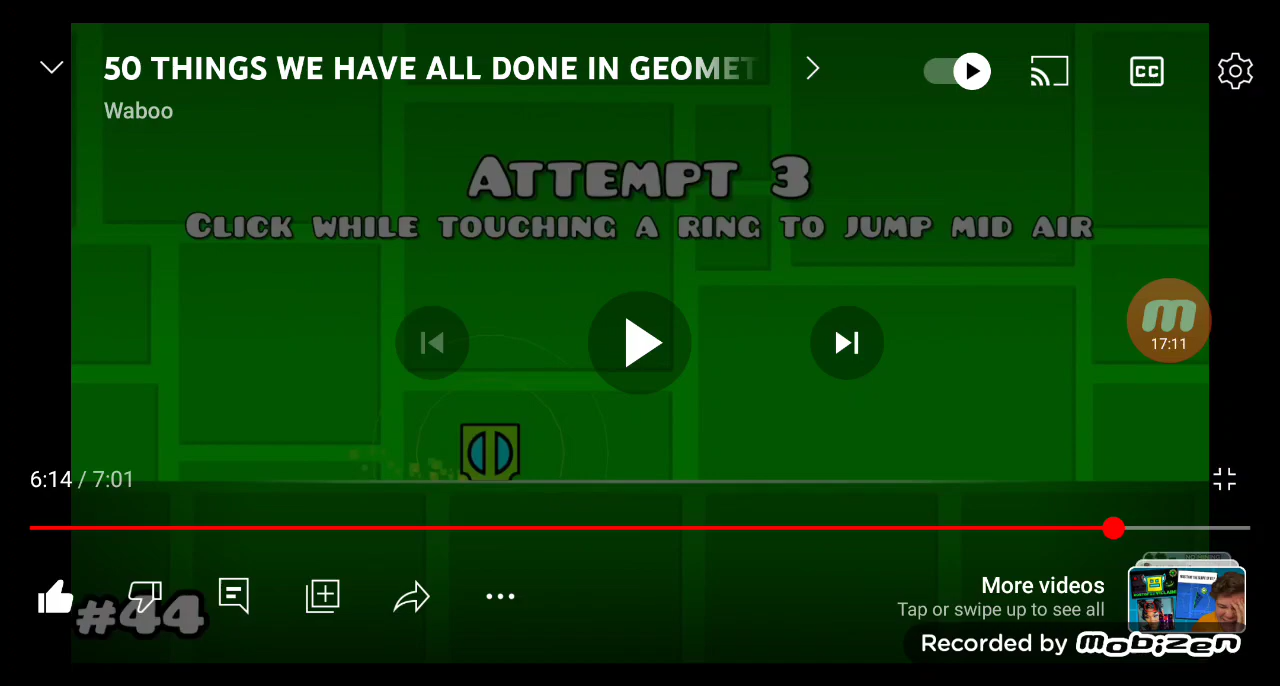 50 THINGS WE HAVE ALL DONE IN GEOMET
Waboo
CC
ATTEMPT 3
CLICK WHILE TOUCHING A RING TO JUMP MID AIR
m
17:11
6:14 / 7:01
#44
More videos
Tap or swipe up to see all
Recorded by mobizen